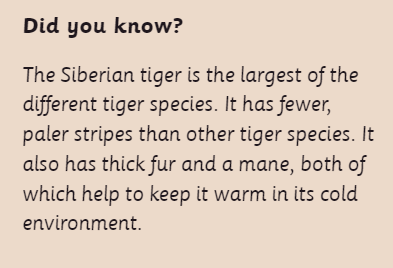 Did you know?
The Siberian tiger is the largest of the
different tiger species. It has fewer,
paler stripes than other tiger species. It
also has thick fur and a mane, both of
which help to keep it warm in its cold
environment.